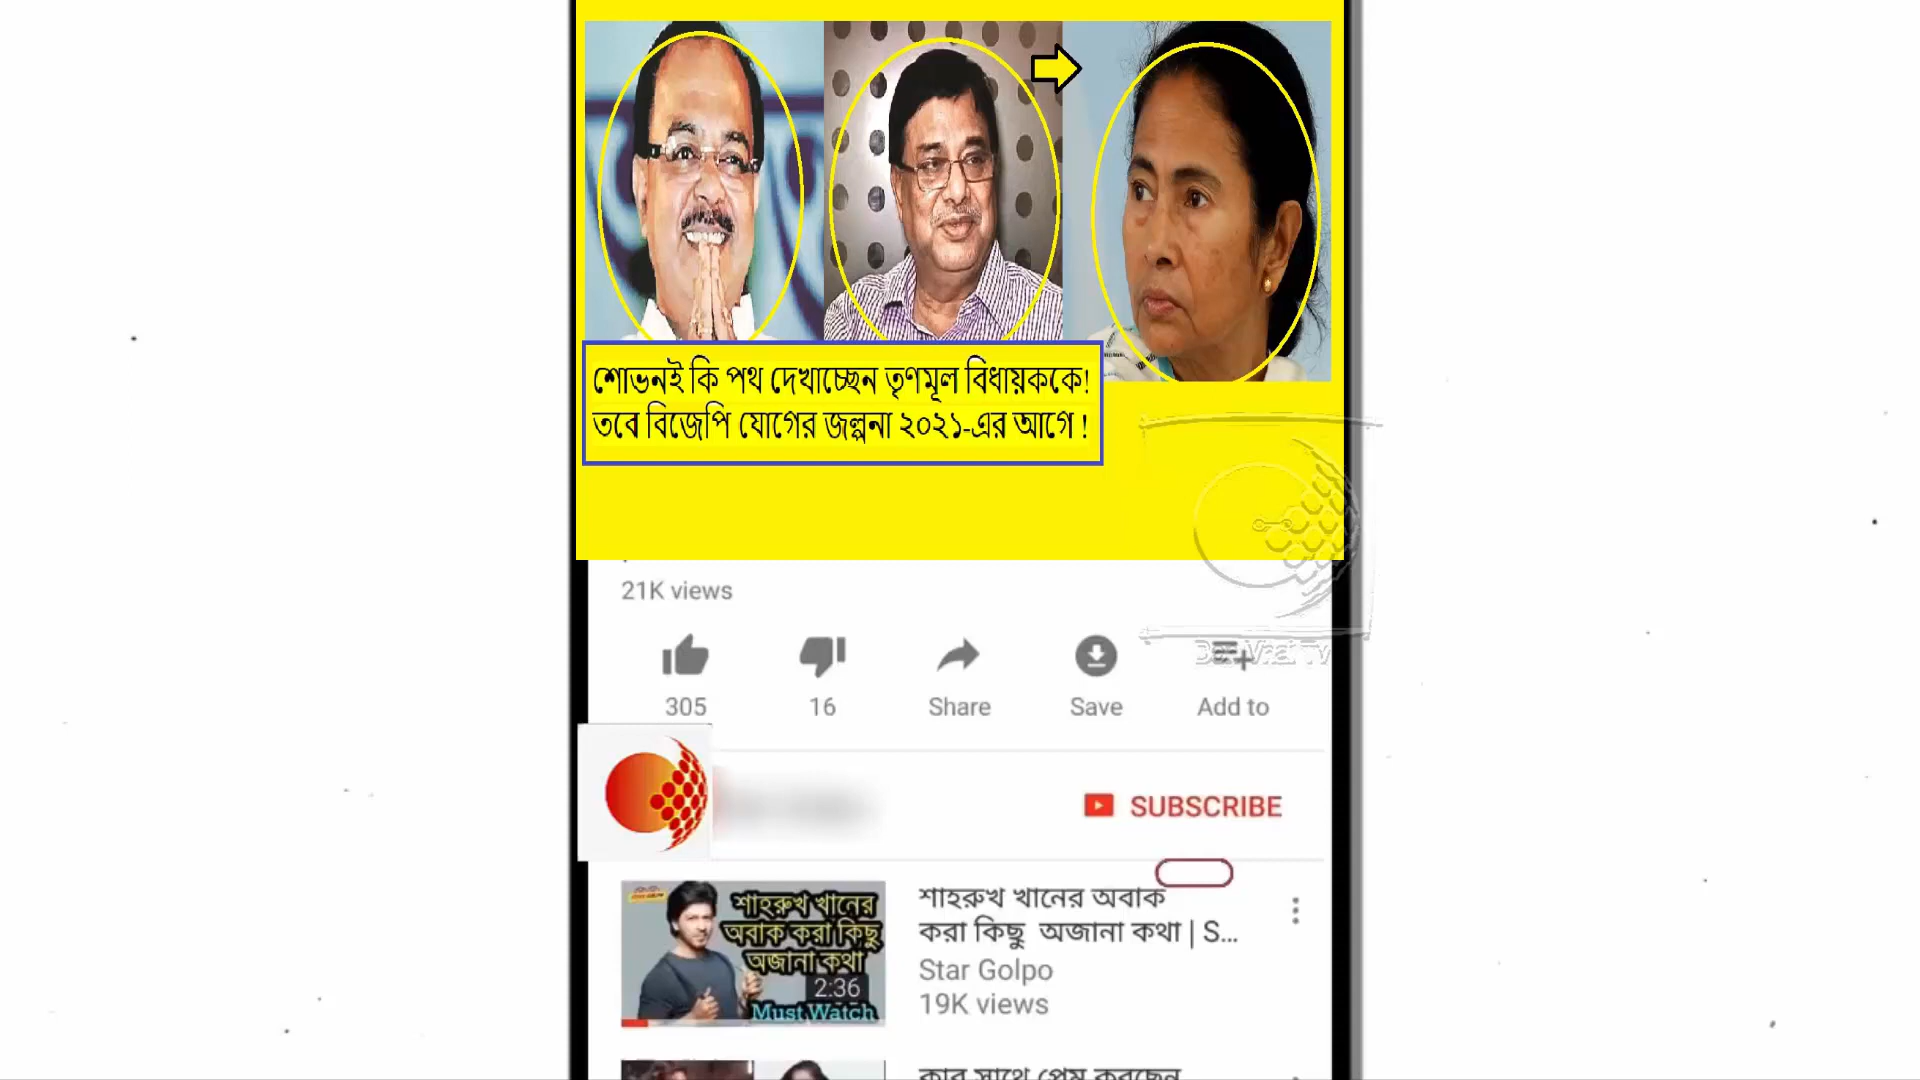 শোভনই কি পথ দেখাচ্ছেন তৃণমূল বিধায়ককে!
তবে বিজেপি যোগের জল্পনা ২০২১-এর আগে !
21K views
305
16
Share
Save
Add to
SUBSCRIBE
শাহরুখ খানের
অবাক করা কিছু
অজানা কথা
2:36
Must Watch
শাহরুখ খানের অবাক
করা কিছু অজানা কথা | S...
Star Golpo
19K views
কার সাথে প্রেম করছেন